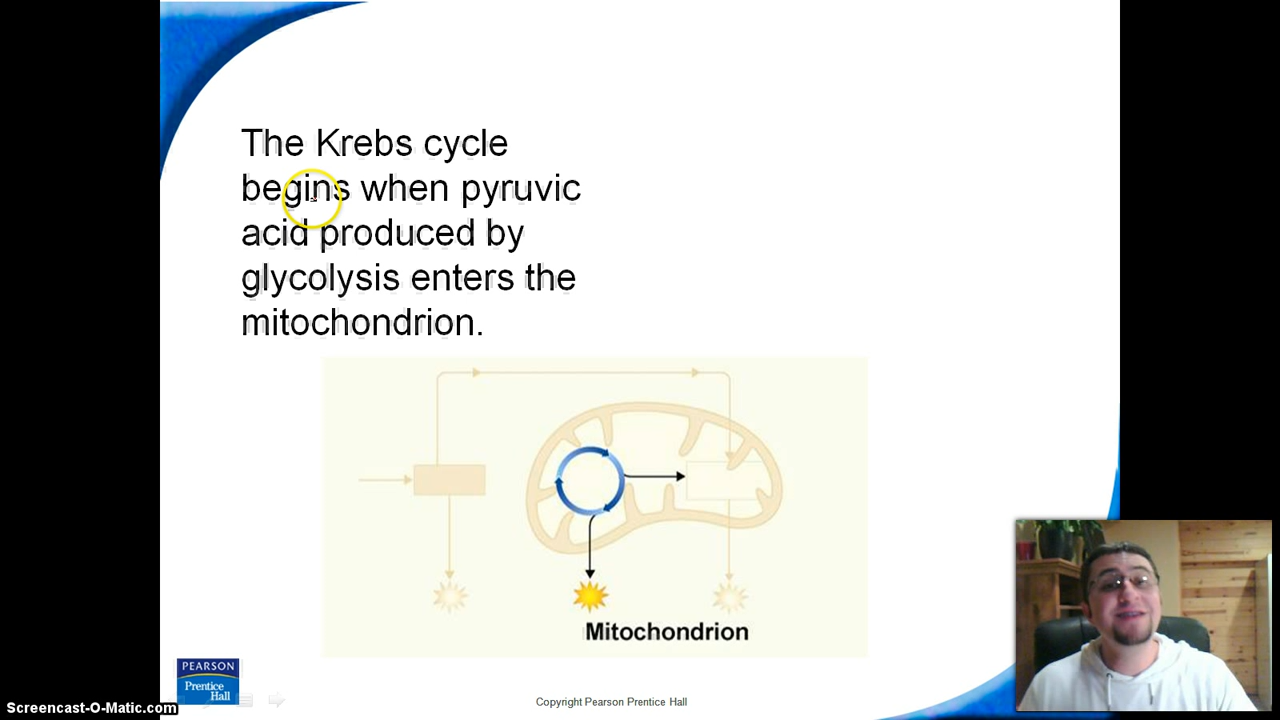 The Krebs cycle
begins when pyruvic
acid produced by
glycolysis enters the
mitochondrion.
Mitochondrion
PEARSON
Prentice
Hall
Copyright Pearson Prentice Hall
Screencast-O-Matic.com